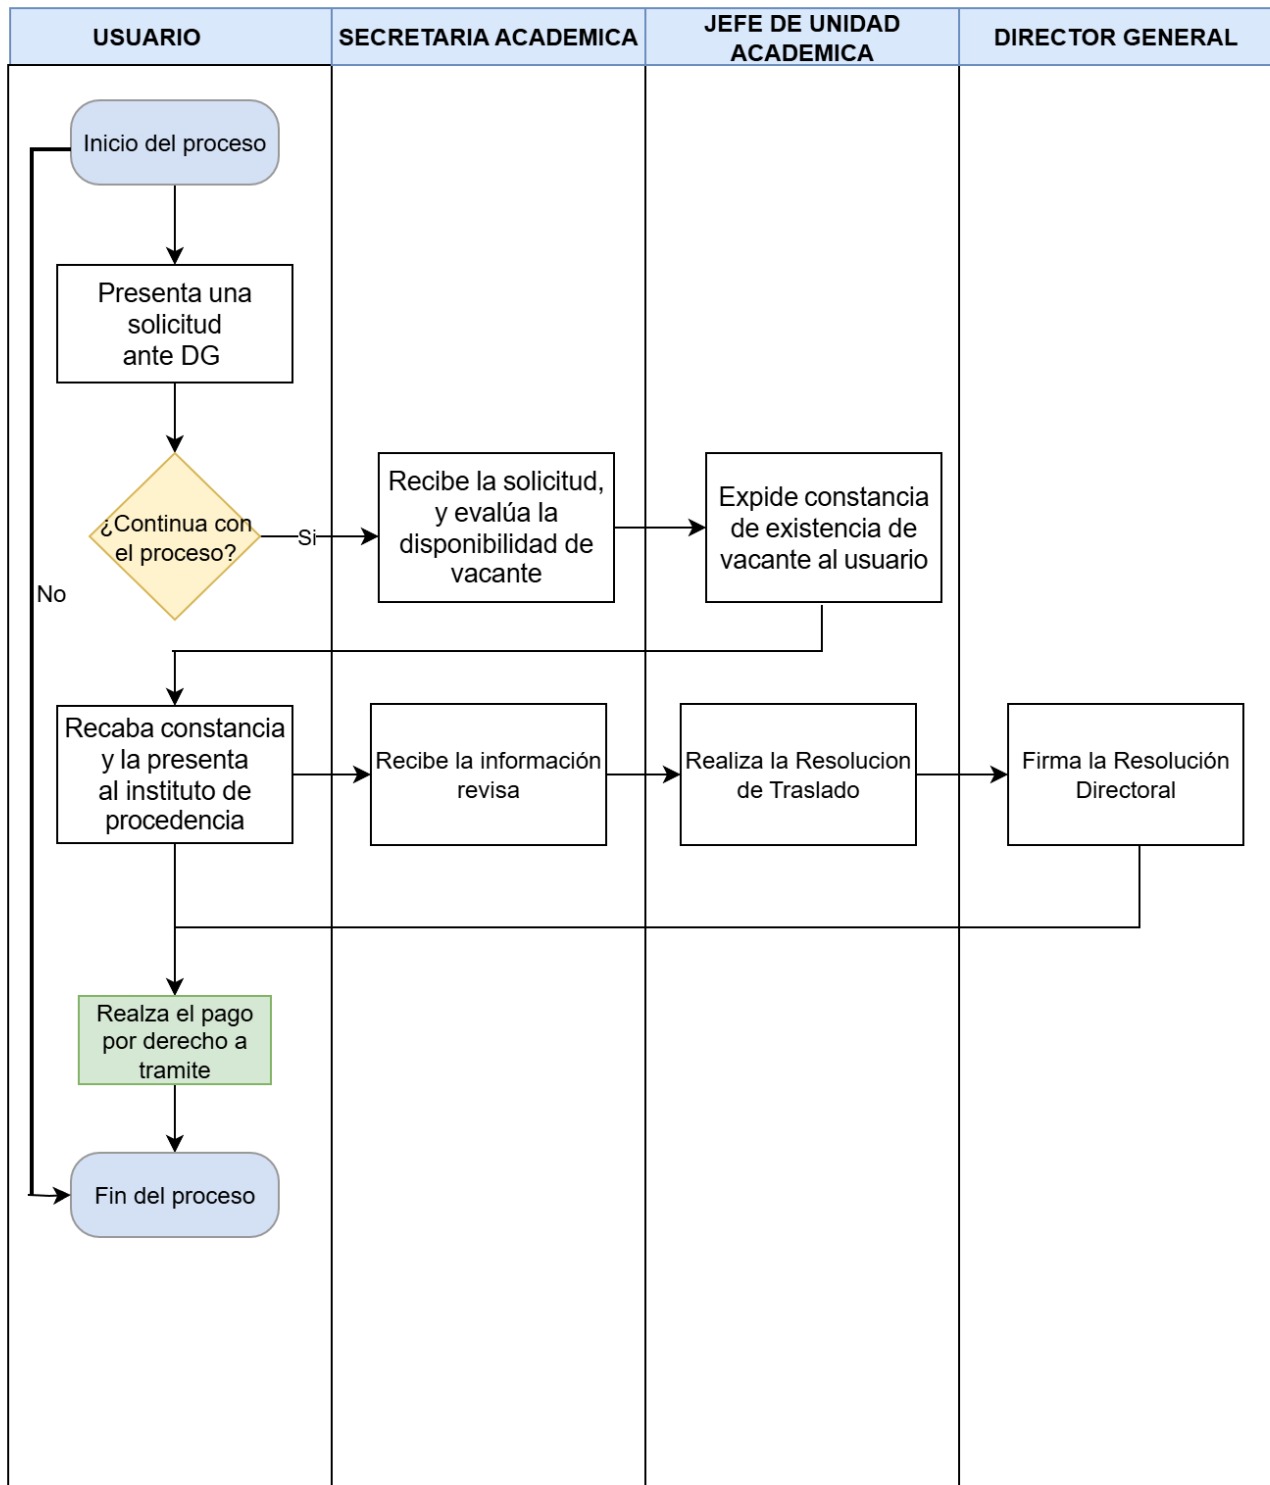 USUARIO
SECRETARIA ACADEMICA
JEFE DE UNIDAD
ACADEMICA
DIRECTOR GENERAL
Inicio del proceso
Presenta una
solicitud
ante DG
¿Continua con
el proceso?
Si
Recibe la solicitud,
y evalúa la
disponibilidad de
vacante
Expide constancia
de existencia de
vacante al usuario
No
Recaba constancia
y la presenta
al instituto de
procedencia
Recibe la información
revisa
Realiza la Resolucion
de Traslado
Firma la Resolución
Directoral
Realza el pago
por derecho a
tramite
Fin del proceso